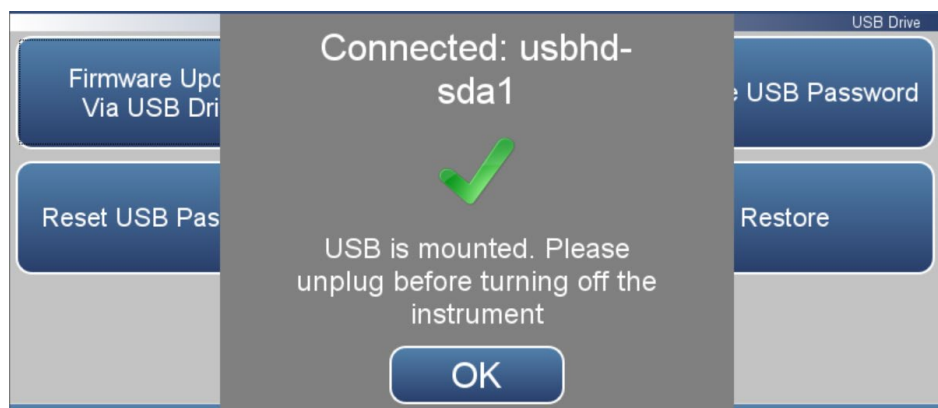 USB Drive
Connected: usbhd-
sda1
Firmware Upd
Via USB Dri
USB Password
Reset USB Pas
Restore
USB is mounted. Please
unplug before turning off the
instrument
OK